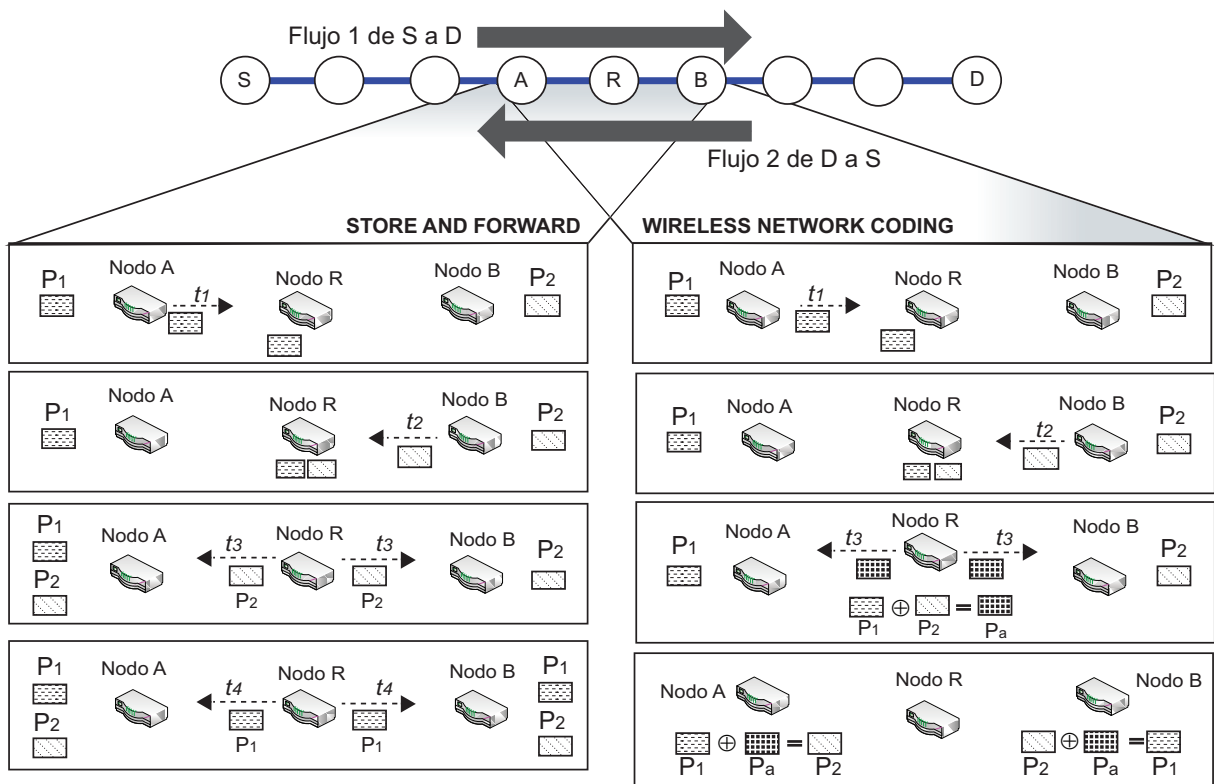 Flujo 1 de S a D
S A R B D
Flujo 2 de D a S
STORE AND FORWARD
P1 Nodo A t1 Nodo R Nodo B P2
P1 Nodo A Nodo R t2 Nodo B P2
P1 P2 Nodo A t3 Nodo R t3 Nodo B P2
P2 P2
P1 P2 Nodo A t4 Nodo R t4 Nodo B P1 P2
P1 P1
WIRELESS NETWORK CODING
P1 Nodo A t1 Nodo R Nodo B P2
P1 Nodo A Nodo R t2 Nodo B P2
P1 Nodo A t3 Nodo R t3 Nodo B P2
⊕ =
P1 P2 Pa
Nodo A Nodo R Nodo B
⊕ = ⊕ =
P1 Pa P2 P2 Pa P1